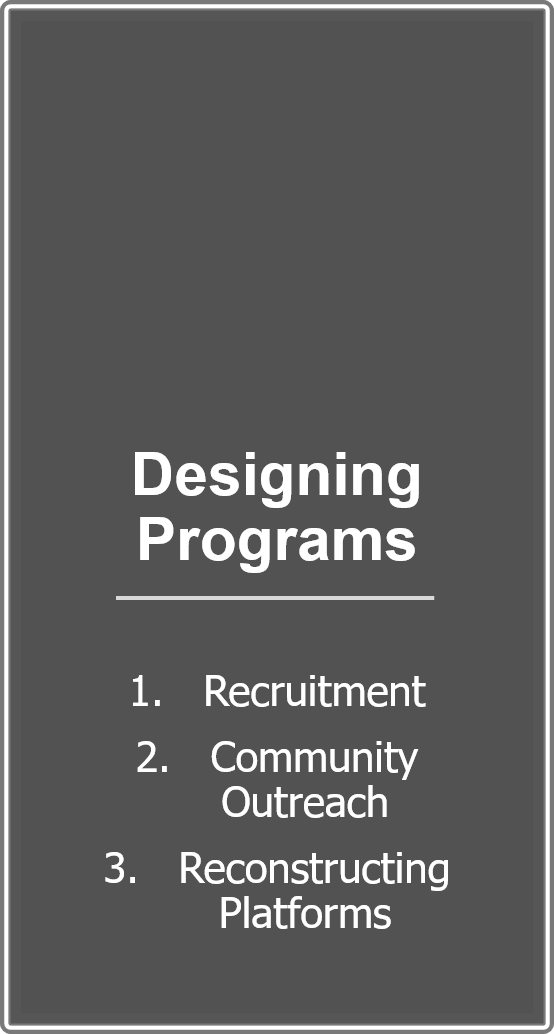 Designing
Programs
1. Recruitment
2. Community
Outreach
3. Reconstructing
Platforms